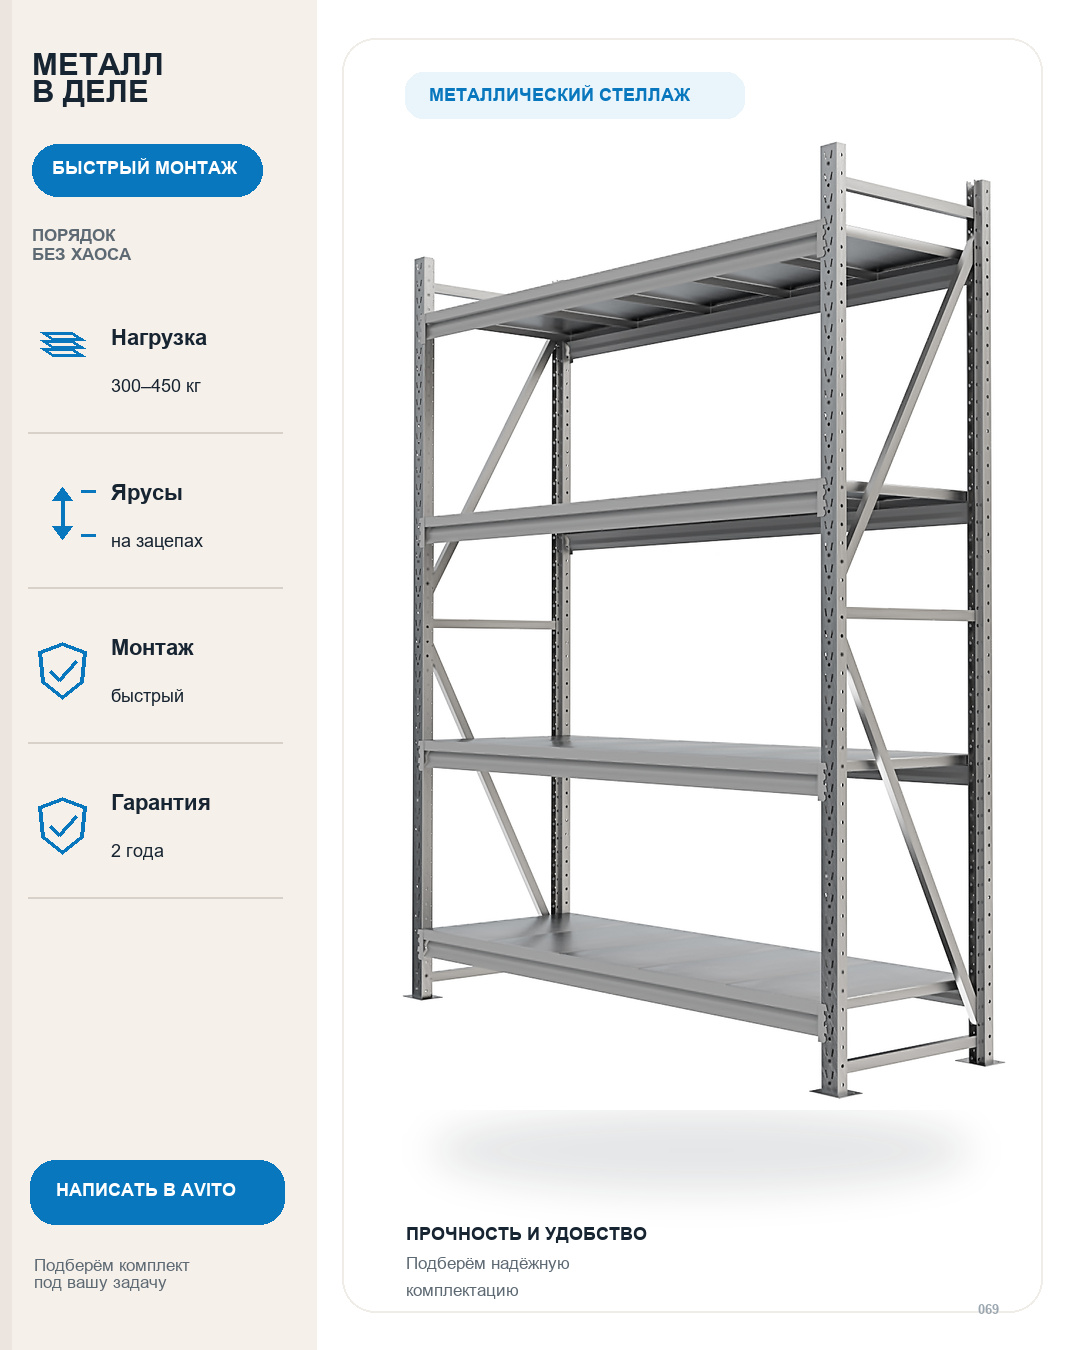 МЕТАЛЛ
В ДЕЛЕ
БЫСТРЫЙ МОНТАЖ
ПОРЯДОК
БЕЗ ХАОСА
Нагрузка
300–450 кг
Ярусы
на зацепах
Монтаж
быстрый
Гарантия
2 года
НАПИСАТЬ В AVITO
Подберём комплект
под вашу задачу
МЕТАЛЛИЧЕСКИЙ СТЕЛЛАЖ
ПРОЧНОСТЬ И УДОБСТВО
Подберём надёжную
комплектацию
069